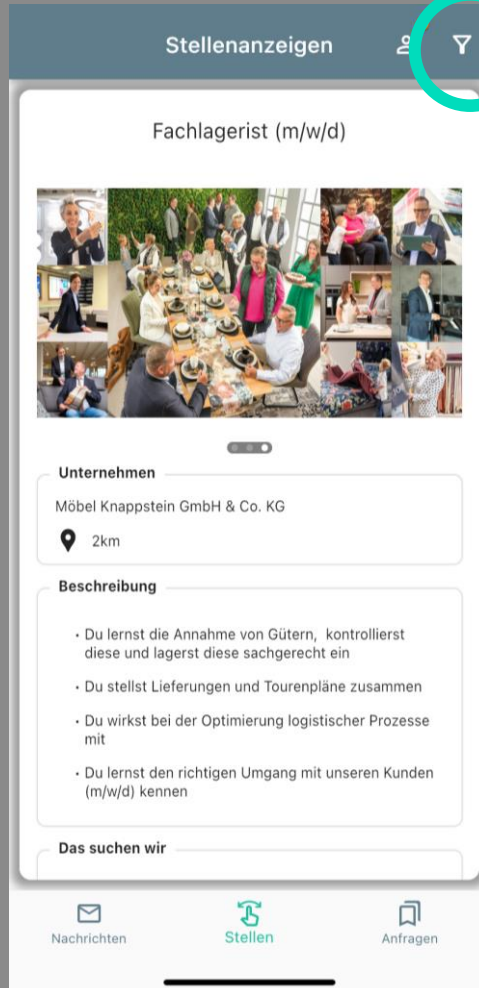 Stellenanzeigen
Fachlagerist (m/w/d)
Unternehmen
Möbel Knappstein GmbH & Co. KG
2km
Beschreibung
• Du lernst die Annahme von Gütern,  kontrollierst
diese und lagerst diese sachgerecht ein
• Du stellst Lieferungen und Tourenpläne zusammen
• Du wirkst bei der Optimierung logistischer Prozesse
mit
• Du lernst den richtigen Umgang mit unseren Kunden
(m/w/d) kennen
Das suchen wir
Nachrichten
Stellen
Anfragen